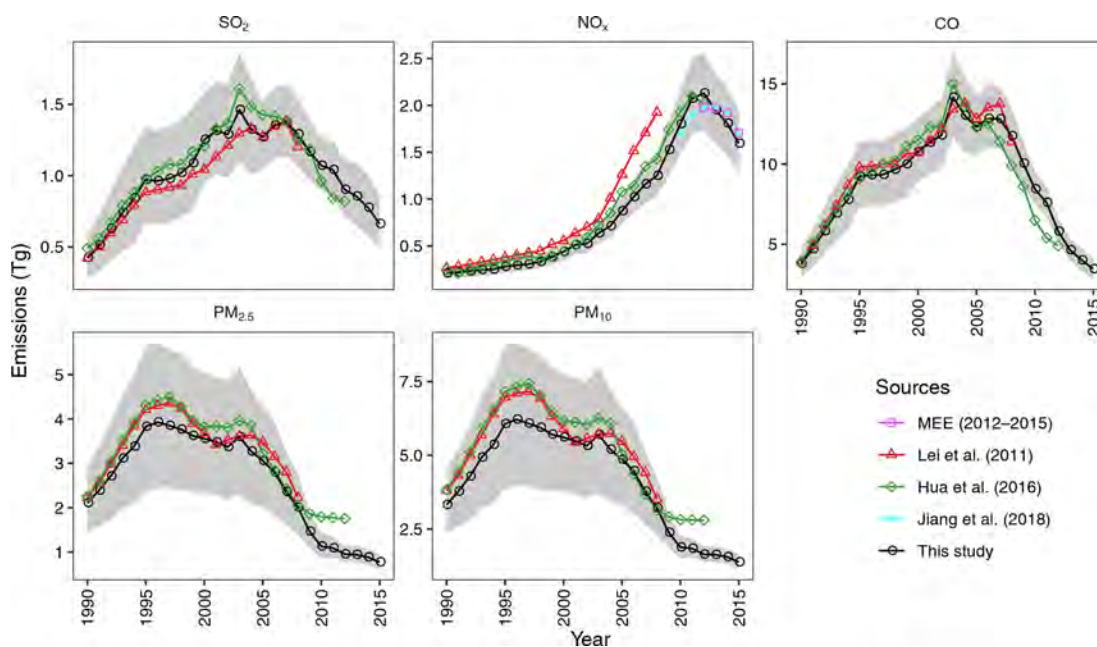 SO₂
NOₓ
CO
1.5
1.0
0.5
2.5
2.0
1.5
1.0
0.5
15
10
5
1990
1995
2000
2005
2010
2015
Emissions (Tg)
PM₂.₅
PM₁₀
5
4
3
2
1
7.5
5.0
2.5
1990
1995
2000
2005
2010
2015
1990
1995
2000
2005
2010
2015
Year
Sources
MEE (2012–2015)
Lei et al. (2011)
Hua et al. (2016)
Jiang et al. (2018)
This study